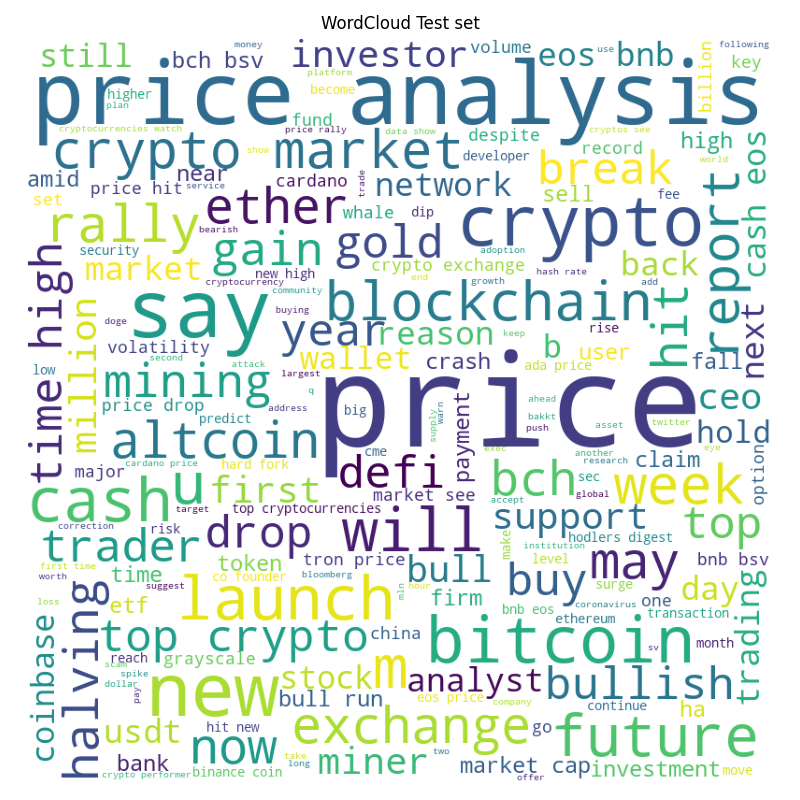 WordCloud Test set
money
following
still
bch bsv
investor
volume
eos
bnb
use
key
billion
price analysis
platform
become
higher
plan
fund
cryptocurrencies watch
price rally
data show
despite
cryptos see
record
high
crypto
market
show
developer
break
world
cash eos
amid
near
service
cardano
trade
network
sell
fee
set
price hit
ether
whale
dip
crypto
report
rally
bearish
gain
gold
adoption
security
market
new high
crypto exchange
hash rate
back
time high
cryptocurrency
end
growth
add
million
say
community
blockchain
hit
next
doge
buying
year
reason
keep
rise
volatility
wallet
b
user
low
second
attack
crash
ada price
fall
mining
largest
price
q
ceo
price drop
address
big
payment
ahead
asset
twitter
predict
warn
supply
bakkt
push
hold
altcoin
cme
another
eye
exec
research
claim
option
major
cardano price
hard fork
defi
sec
cash
u
first
market see
bch
global
week
accept
target
top cryptocurrencies
support
top
correction
risk
drop
will
make
hodlers digest
trader
tron price
institution
may
bnb bsv
first time
time
token
bull
level
co founder
bloomberg
buy
surge
day
worth
suggest
mln
hour
firm
coronavirus
one
halving
loss
etf
launch
bnb eos
transaction
coinbase
top crypto
china
ethereum
bitcoin
sv
month
trading
reach
grayscale
scam
spike
stock
m
analyst
bullish
dollar
pay
new
bull run
eos price
company
continue
ha
usdt
hit new
exchange
go
future
now
two
bank
take
long
miner
market cap
investment
move
crypto performer
binance coin
offer